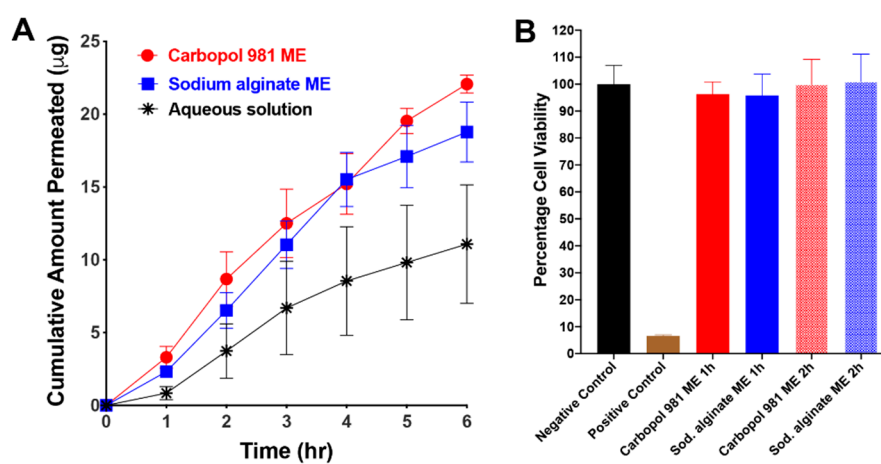 A
Cumulative Amount Permeated (µg)
25
20
15
10
5
0
Carbopol 981 ME
Sodium alginate ME
Aqueous solution
0 1 2 3 4 5 6
Time (hr)
B
Percentage Cell Viability
120
110
100
90
80
70
60
50
40
30
20
10
0
Negative Control
Positive Control
Carbopol 981 ME 1h
Sod. alginate ME 1h
Carbopol 981 ME 2h
Sod. alginate ME 2h